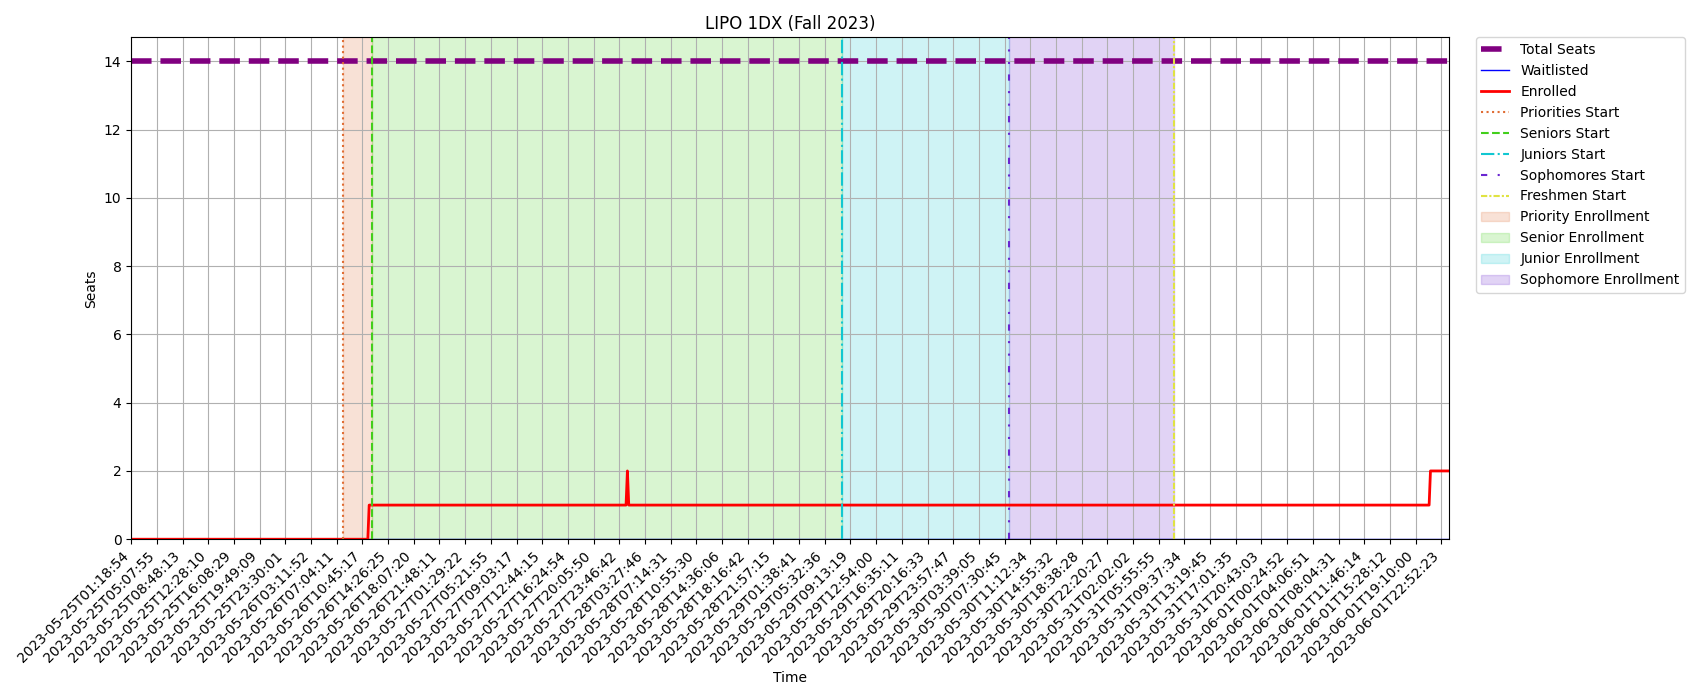 LIPO 1DX (Fall 2023)
14
12
10
8
6
4
2
0
Seats
Total Seats
Waitlisted
Enrolled
Priorities Start
Seniors Start
Juniors Start
Sophomores Start
Freshmen Start
Priority Enrollment
Senior Enrollment
Junior Enrollment
Sophomore Enrollment
2023-05-25T01:18:54
2023-05-25T05:07:55
2023-05-25T08:48:13
2023-05-25T12:28:10
2023-05-25T16:08:29
2023-05-25T19:49:09
2023-05-25T23:30:01
2023-05-26T03:11:52
2023-05-26T07:04:11
2023-05-26T10:45:17
2023-05-26T14:26:25
2023-05-26T18:07:20
2023-05-26T21:48:11
2023-05-27T01:29:22
2023-05-27T05:21:55
2023-05-27T09:03:17
2023-05-27T12:44:15
2023-05-27T16:24:54
2023-05-27T20:05:50
2023-05-27T23:46:42
2023-05-28T03:27:46
2023-05-28T07:14:31
2023-05-28T10:55:30
2023-05-28T14:36:06
2023-05-28T18:16:42
2023-05-28T21:57:15
2023-05-29T01:38:41
2023-05-29T05:32:36
2023-05-29T09:13:19
2023-05-29T12:54:00
2023-05-29T16:35:11
2023-05-29T20:16:33
2023-05-29T23:57:47
2023-05-30T03:39:05
2023-05-30T07:30:45
2023-05-30T11:12:34
2023-05-30T14:55:32
2023-05-30T18:38:28
2023-05-30T22:20:27
2023-05-31T02:02:02
2023-05-31T05:55:55
2023-05-31T09:37:34
2023-05-31T13:19:45
2023-05-31T17:01:35
2023-05-31T20:43:03
2023-06-01T00:24:52
2023-06-01T04:06:51
2023-06-01T08:04:31
2023-06-01T11:46:14
2023-06-01T15:28:12
2023-06-01T19:10:00
2023-06-01T22:52:23
Time